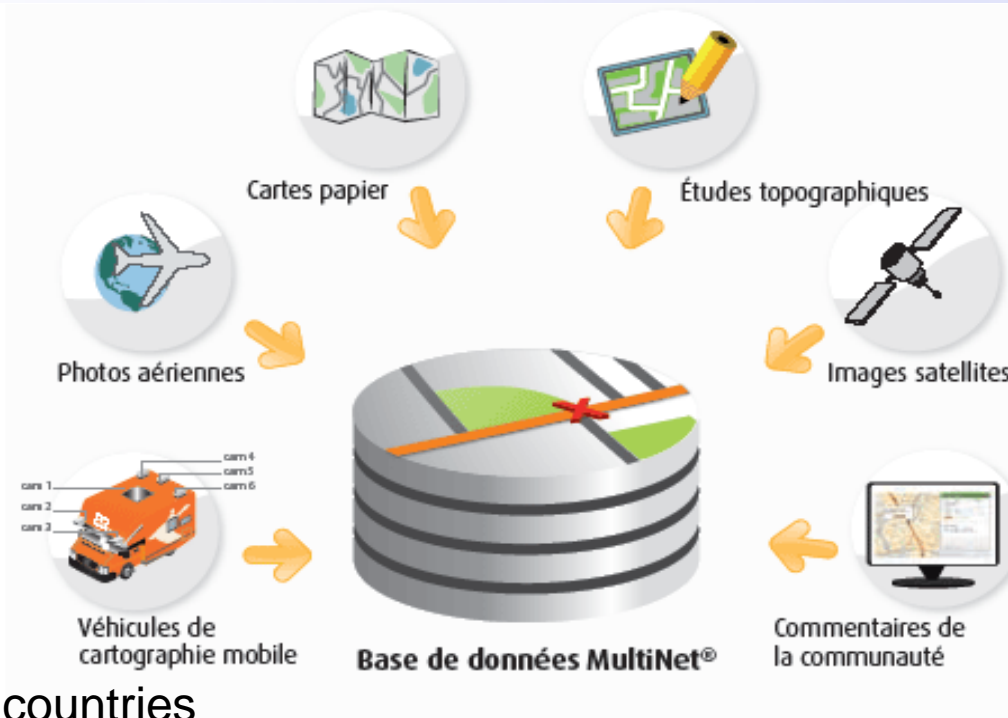 Cartes papier
Études topographiques
Photos aériennes
Images satellites
cam 4
cam 5
cam 6
cam 1
cam 2
cam 3
Véhicules de
cartographie mobile
Base de données MultiNet®
Commentaires de
la communauté
countries